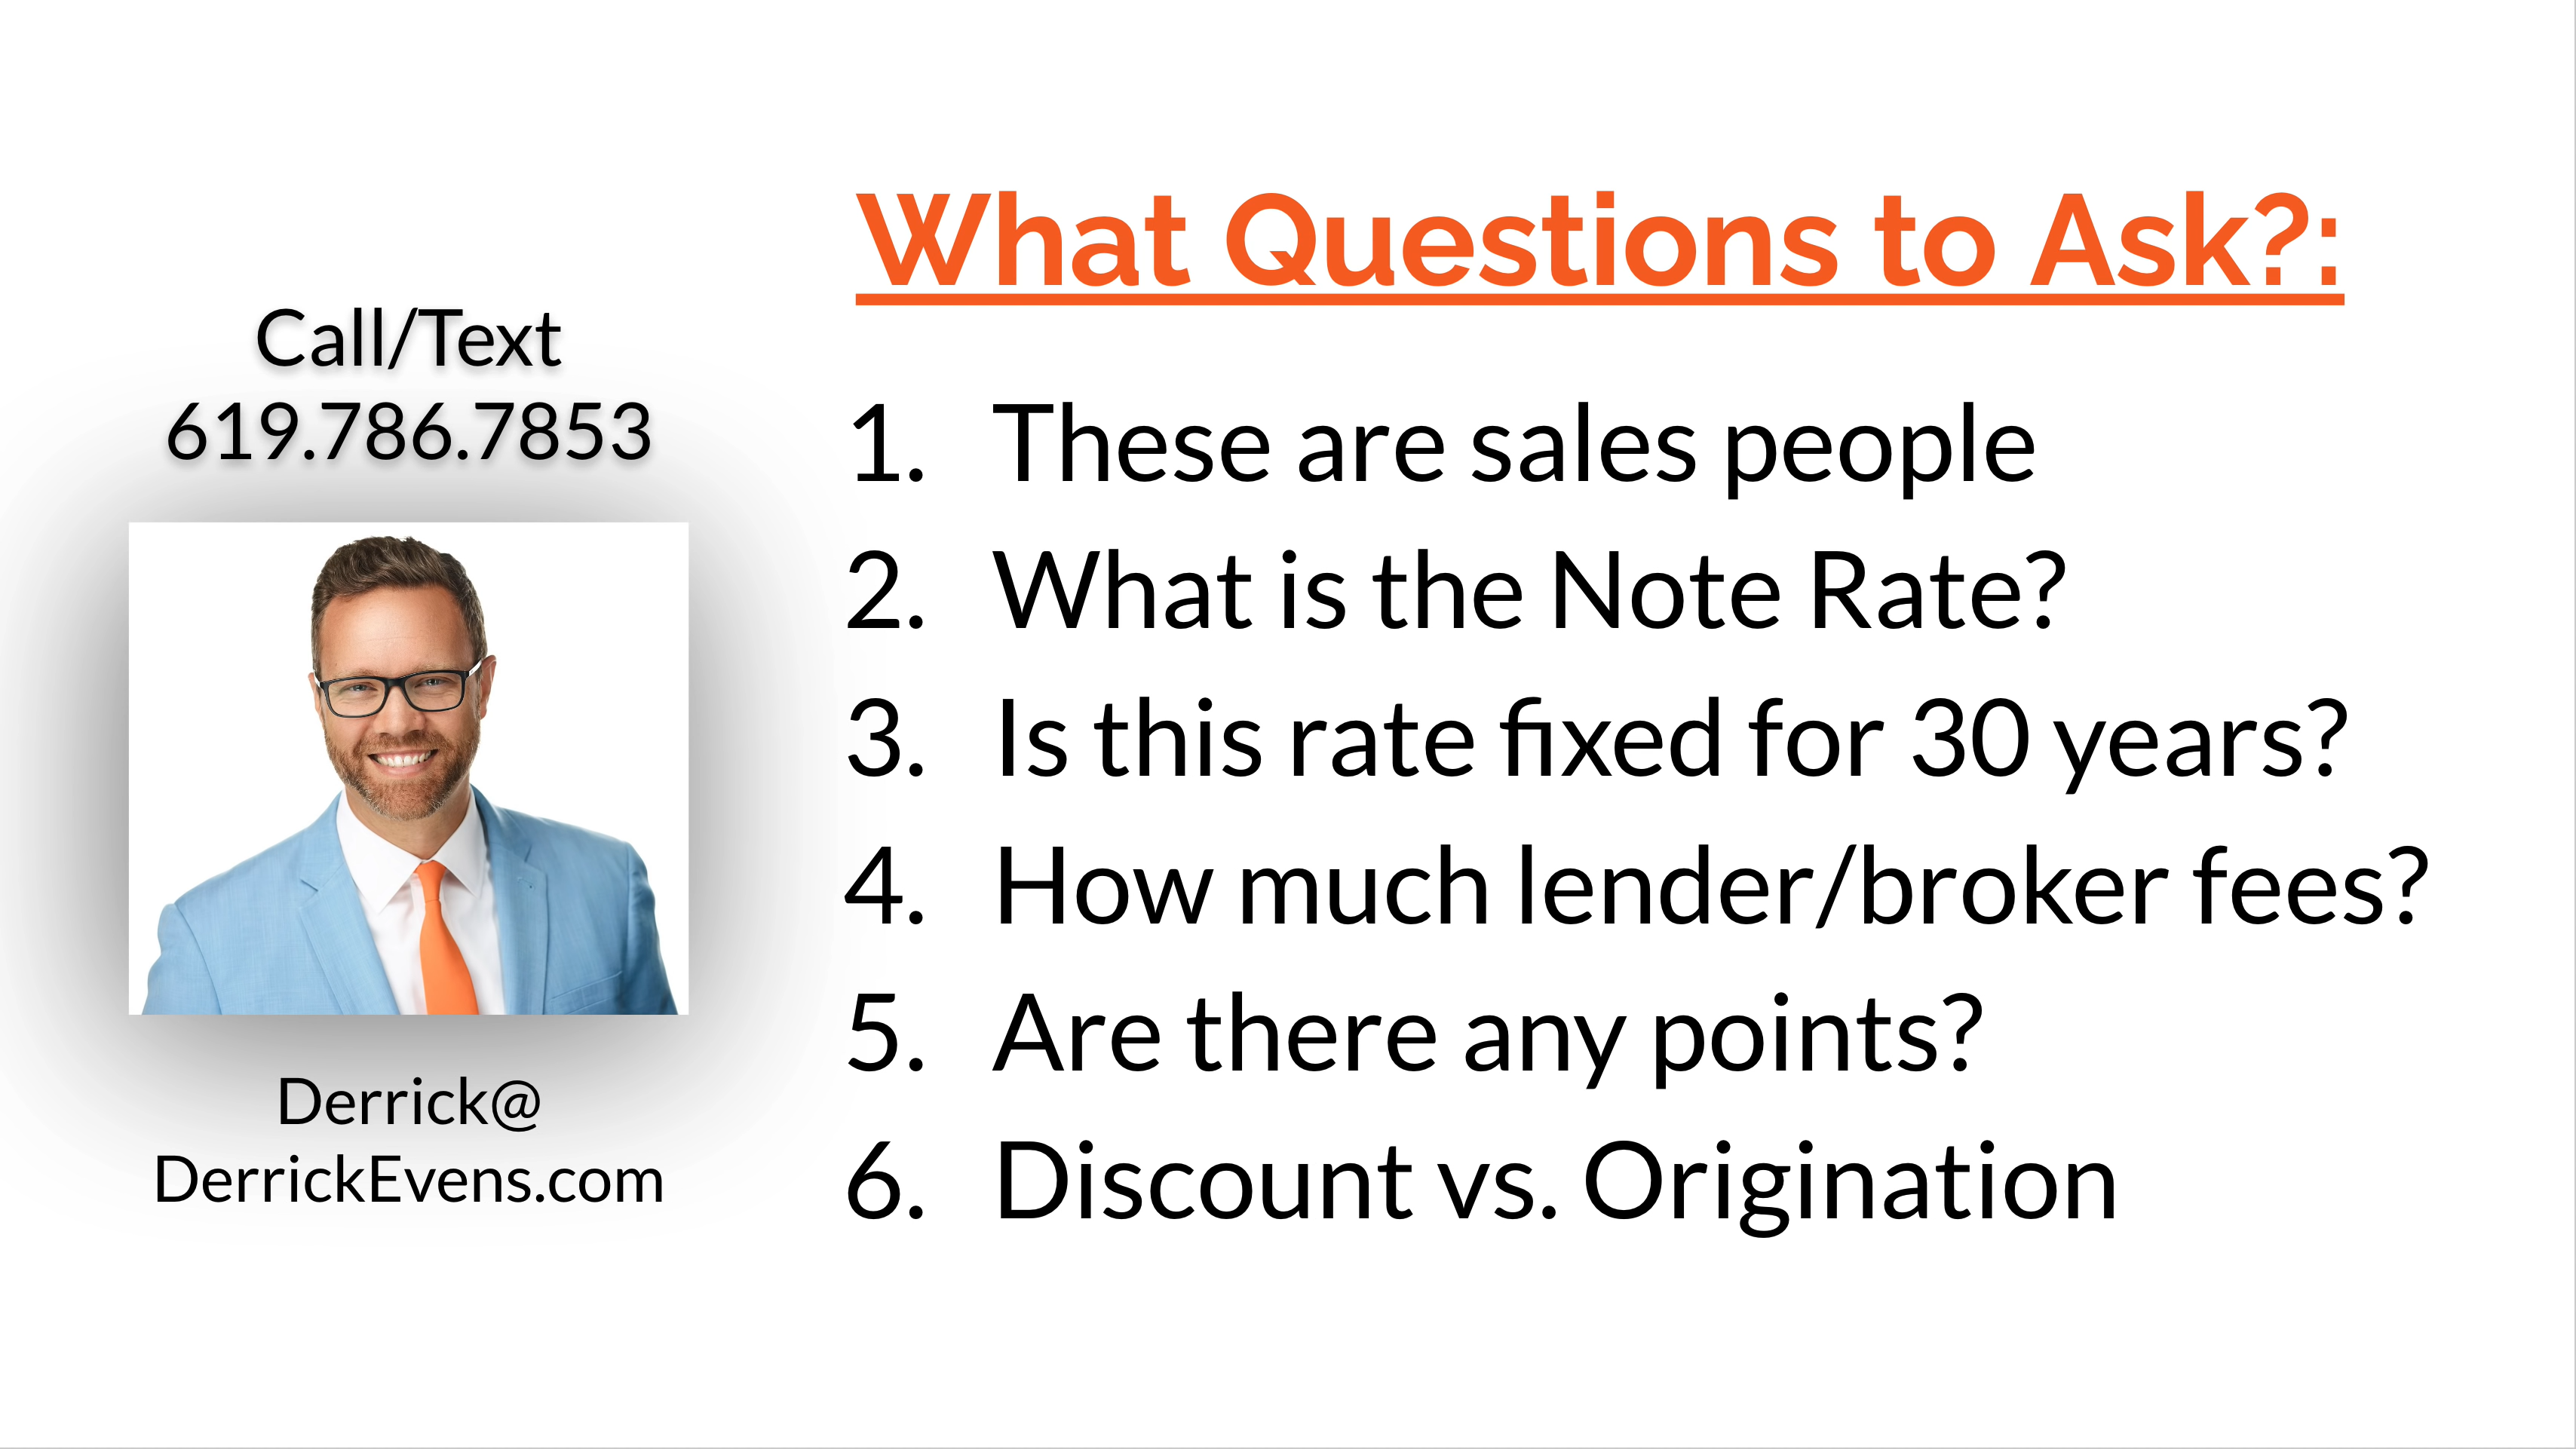 What Questions to Ask?:
Call/Text
619.786.7853
Derrick@
DerrickEvens.com
1. These are sales people
2. What is the Note Rate?
3. Is this rate fixed for 30 years?
4. How much lender/broker fees?
5. Are there any points?
6. Discount vs. Origination